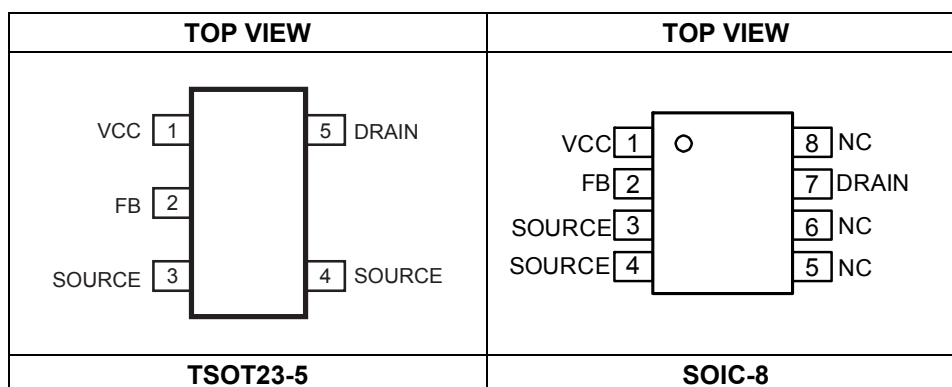 TOP VIEW
TOP VIEW
VCC 1
5 DRAIN
FB 2
SOURCE 3
4 SOURCE
VCC 1
8 NC
FB 2
7 DRAIN
SOURCE 3
6 NC
SOURCE 4
5 NC
TSOT23-5
SOIC-8